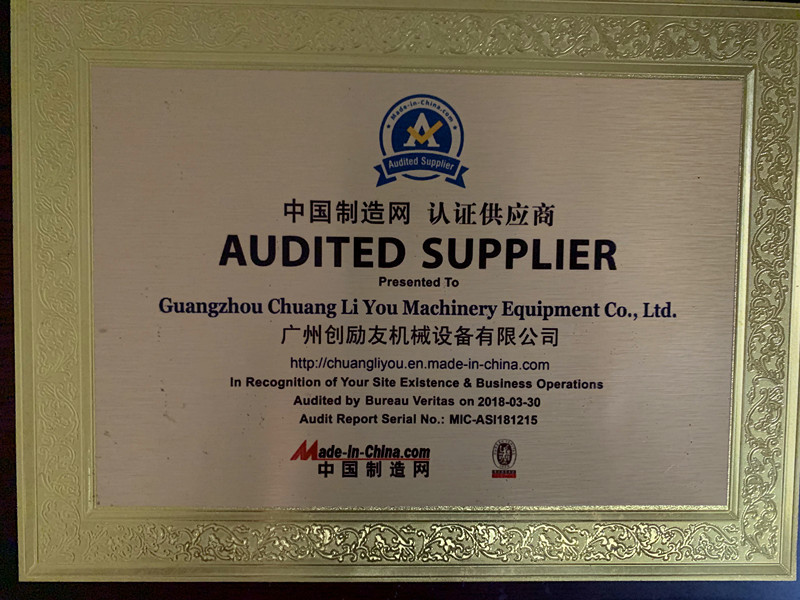 Made-in-China.com
Audited Supplier
中国制造网 认证供应商
AUDITED SUPPLIER
Presented To
Guangzhou Chuang Li You Machinery Equipment Co., Ltd.
广州创励友机械设备有限公司
http://chuangliyou.en.made-in-china.com
In Recognition of Your Site Existence & Business Operations
Audited by Bureau Veritas on 2018-03-30
Audit Report Serial No.: MIC-ASI181215
Made-in-China.com
中国制造网